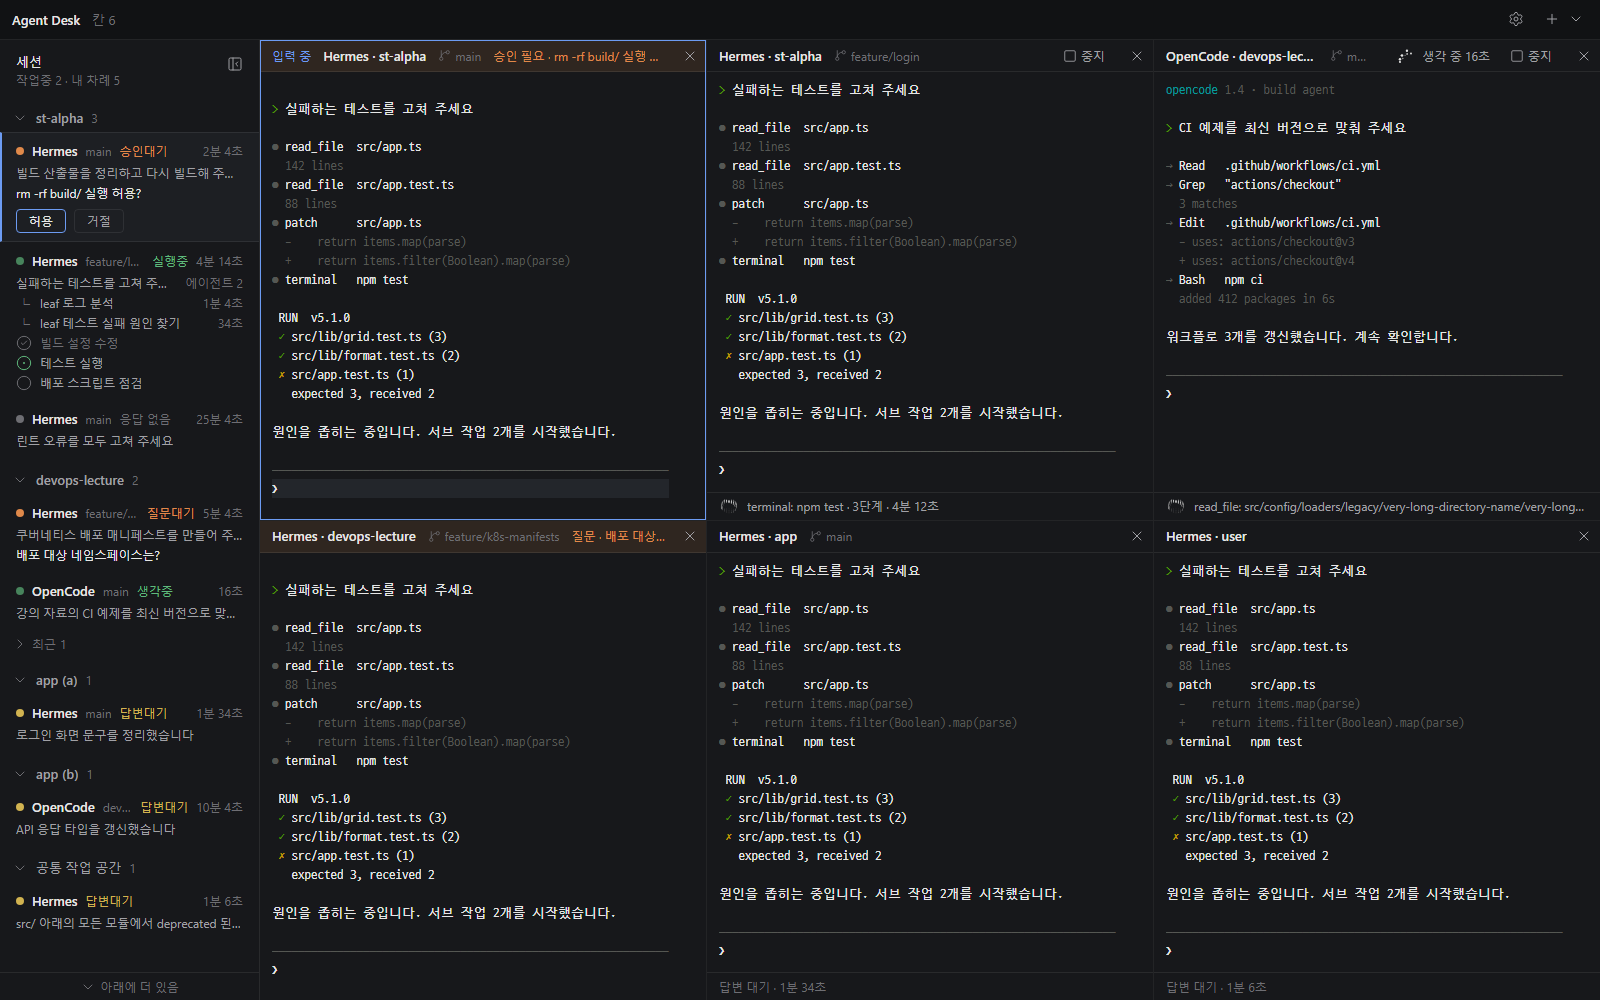 Agent Desk 칸 6
세션
작업중 2 · 내 차례 5
st-alpha 3
Hermes main 승인대기 2분 4초
빌드 산출물을 정리하고 다시 빌드해 주...
rm -rf build/ 실행 허용?
허용 거절
Hermes feature/l... 실행중 4분 14초
실패하는 테스트를 고쳐 주... 에이전트 2
leaf 로그 분석 1분 4초
leaf 테스트 실패 원인 찾기 34초
빌드 설정 수정
테스트 실행
배포 스크립트 점검
Hermes main 응답 없음 25분 4초
린트 오류를 모두 고쳐 주세요
devops-lecture 2
Hermes feature/... 질문대기 5분 4초
쿠버네티스 배포 매니페스트를 만들어 주...
배포 대상 네임스페이스는?
OpenCode main 생각중 16초
강의 자료의 CI 예제를 최신 버전으로 맞...
최근 1
app (a) 1
Hermes main 답변대기 1분 34초
로그인 화면 문구를 정리했습니다
app (b) 1
OpenCode dev... 답변대기 10분 4초
API 응답 타입을 갱신했습니다
공통 작업 공간 1
Hermes 답변대기 1분 6초
src/ 아래의 모든 모듈에서 deprecated 된...
아래에 더 있음
입력 중 Hermes · st-alpha main 승인 필요 · rm -rf build/ 실행 ...
> 실패하는 테스트를 고쳐 주세요
● read_file src/app.ts
142 lines
● read_file src/app.test.ts
88 lines
● patch src/app.ts
- return items.map(parse)
+ return items.filter(Boolean).map(parse)
● terminal npm test
RUN v5.1.0
✓ src/lib/grid.test.ts (3)
✓ src/lib/format.test.ts (2)
✗ src/app.test.ts (1)
expected 3, received 2
원인을 좁히는 중입니다. 서브 작업 2개를 시작했습니다.
❯
Hermes · st-alpha feature/login 중지
> 실패하는 테스트를 고쳐 주세요
● read_file src/app.ts
142 lines
● read_file src/app.test.ts
88 lines
● patch src/app.ts
- return items.map(parse)
+ return items.filter(Boolean).map(parse)
● terminal npm test
RUN v5.1.0
✓ src/lib/grid.test.ts (3)
✓ src/lib/format.test.ts (2)
✗ src/app.test.ts (1)
expected 3, received 2
원인을 좁히는 중입니다. 서브 작업 2개를 시작했습니다.
❯
terminal: npm test · 3단계 · 4분 12초
OpenCode · devops-lec... m... 생각 중 16초 중지
opencode 1.4 · build agent
> CI 예제를 최신 버전으로 맞춰 주세요
→ Read .github/workflows/ci.yml
→ Grep "actions/checkout"
3 matches
→ Edit .github/workflows/ci.yml
- uses: actions/checkout@v3
+ uses: actions/checkout@v4
→ Bash npm ci
added 412 packages in 6s
워크플로 3개를 갱신했습니다. 계속 확인합니다.
❯
read_file: src/config/loaders/legacy/very-long-directory-name/very-long...
Hermes · devops-lecture feature/k8s-manifests 질문 · 배포 대상...
> 실패하는 테스트를 고쳐 주세요
● read_file src/app.ts
142 lines
● read_file src/app.test.ts
88 lines
● patch src/app.ts
- return items.map(parse)
+ return items.filter(Boolean).map(parse)
● terminal npm test
RUN v5.1.0
✓ src/lib/grid.test.ts (3)
✓ src/lib/format.test.ts (2)
✗ src/app.test.ts (1)
expected 3, received 2
원인을 좁히는 중입니다. 서브 작업 2개를 시작했습니다.
❯
Hermes · app main
> 실패하는 테스트를 고쳐 주세요
● read_file src/app.ts
142 lines
● read_file src/app.test.ts
88 lines
● patch src/app.ts
- return items.map(parse)
+ return items.filter(Boolean).map(parse)
● terminal npm test
RUN v5.1.0
✓ src/lib/grid.test.ts (3)
✓ src/lib/format.test.ts (2)
✗ src/app.test.ts (1)
expected 3, received 2
원인을 좁히는 중입니다. 서브 작업 2개를 시작했습니다.
❯
답변 대기 · 1분 34초
Hermes · user
> 실패하는 테스트를 고쳐 주세요
● read_file src/app.ts
142 lines
● read_file src/app.test.ts
88 lines
● patch src/app.ts
- return items.map(parse)
+ return items.filter(Boolean).map(parse)
● terminal npm test
RUN v5.1.0
✓ src/lib/grid.test.ts (3)
✓ src/lib/format.test.ts (2)
✗ src/app.test.ts (1)
expected 3, received 2
원인을 좁히는 중입니다. 서브 작업 2개를 시작했습니다.
❯
답변 대기 · 1분 6초